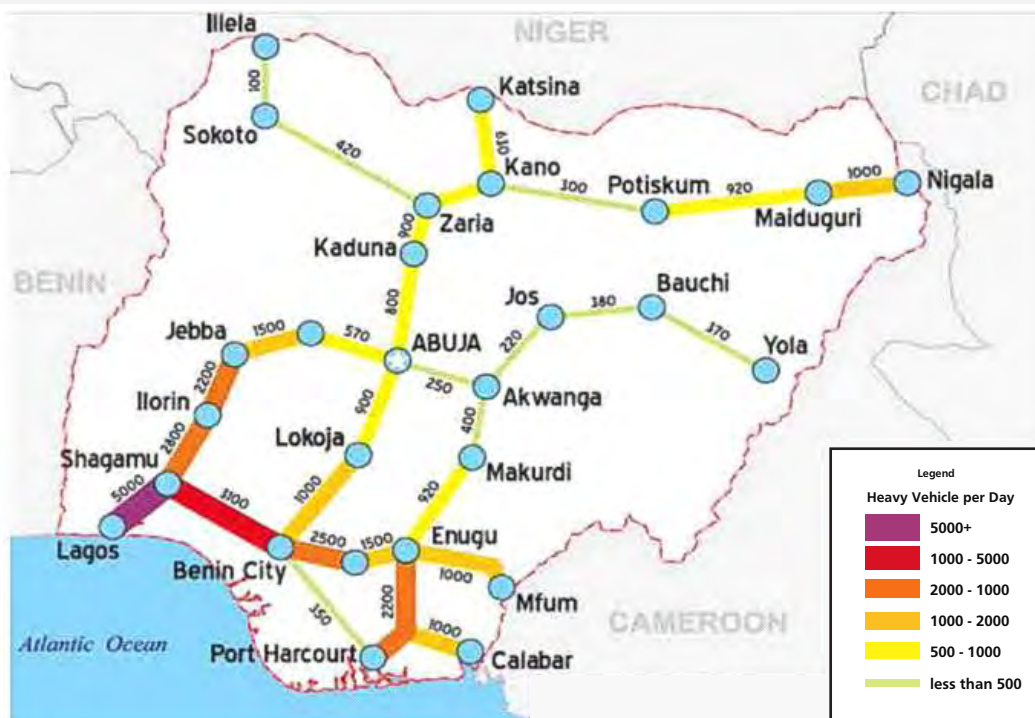 Illela
NIGER
CHAD
Katsina
100
Sokoto
420
630
Kano
300
Potiskum
920
1000
Nigala
Maiduguri
Zaria
900
Kaduna
BENIN
800
Jos
380
Bauchi
370
Yola
Jebba
1500
570
ABUJA
220
250
Akwanga
2200
Ilorin
900
400
Lokoja
Makurdi
2800
Shagamu
5000
3100
1000
920
Lagos
Benin City
2500
1500
Enugu
1000
Mfum
350
2200
1000
CAMEROON
Atlantic Ocean
Port Harcourt
Calabar
Legend
Heavy Vehicle per Day
5000+
1000 - 5000
2000 - 1000
1000 - 2000
500 - 1000
less than 500